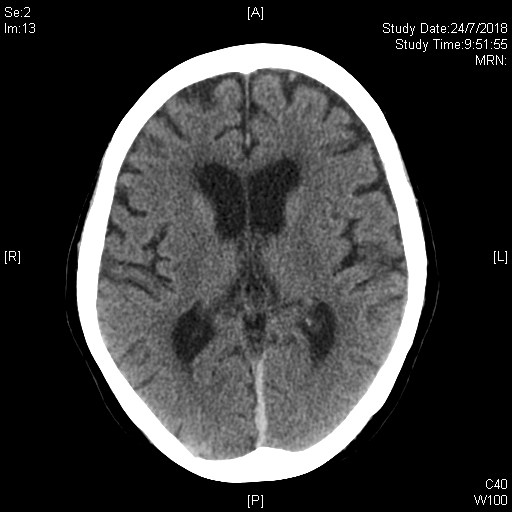 Se:2
Im:13
[A]
Study Date:24/7/2018
Study Time:9:51:55
MRN:
[R]
[L]
[P]
C40
W100